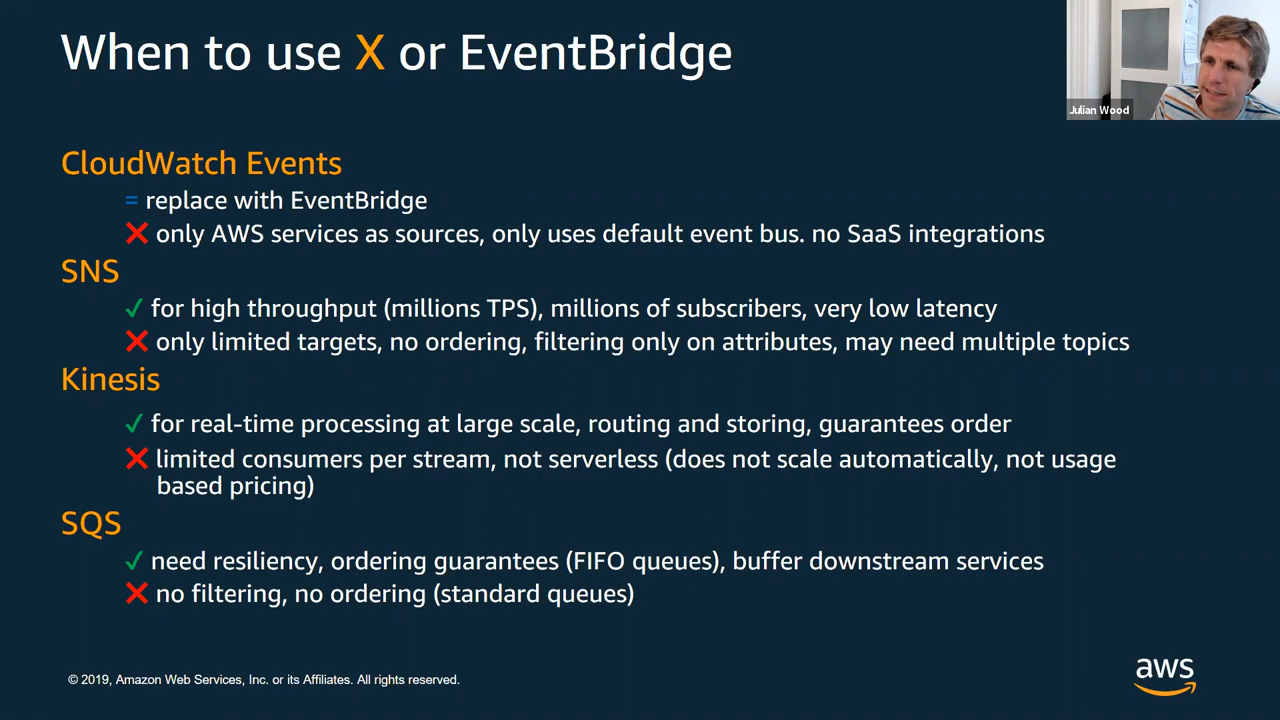 When to use X or EventBridge
Julian Wood
CloudWatch Events
= replace with EventBridge
❌ only AWS services as sources, only uses default event bus. no SaaS integrations
SNS
✓ for high throughput (millions TPS), millions of subscribers, very low latency
❌ only limited targets, no ordering, filtering only on attributes, may need multiple topics
Kinesis
✓ for real-time processing at large scale, routing and storing, guarantees order
❌ limited consumers per stream, not serverless (does not scale automatically, not usage
based pricing)
SQS
✓ need resiliency, ordering guarantees (FIFO queues), buffer downstream services
❌ no filtering, no ordering (standard queues)
© 2019, Amazon Web Services, Inc. or its Affiliates. All rights reserved.
aws